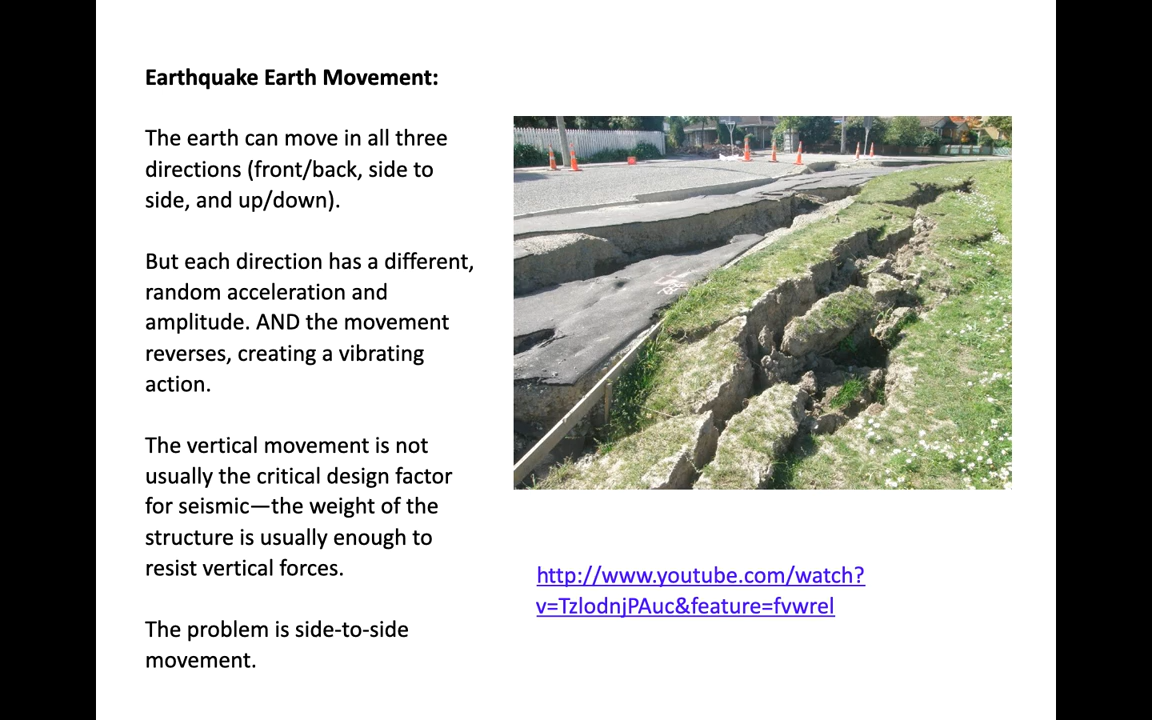 Earthquake Earth Movement:
The earth can move in all three
directions (front/back, side to
side, and up/down).
But each direction has a different,
random acceleration and
amplitude. AND the movement
reverses, creating a vibrating
action.
The vertical movement is not
usually the critical design factor
for seismic—the weight of the
structure is usually enough to
resist vertical forces.
The problem is side-to-side
movement.
http://www.youtube.com/watch?
v=TzlodnjPAuc&feature=fvwrel